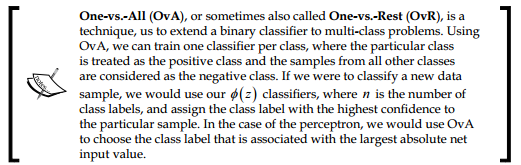 One-vs.-All (OvA), or sometimes also called One-vs.-Rest (OvR), is a
technique, us to extend a binary classifier to multi-class problems. Using
OvA, we can train one classifier per class, where the particular class
is treated as the positive class and the samples from all other classes
are considered as the negative class. If we were to classify a new data
sample, we would use our ϕ(z) classifiers, where n is the number of
class labels, and assign the class label with the highest confidence to
the particular sample. In the case of the perceptron, we would use OvA
to choose the class label that is associated with the largest absolute net
input value.